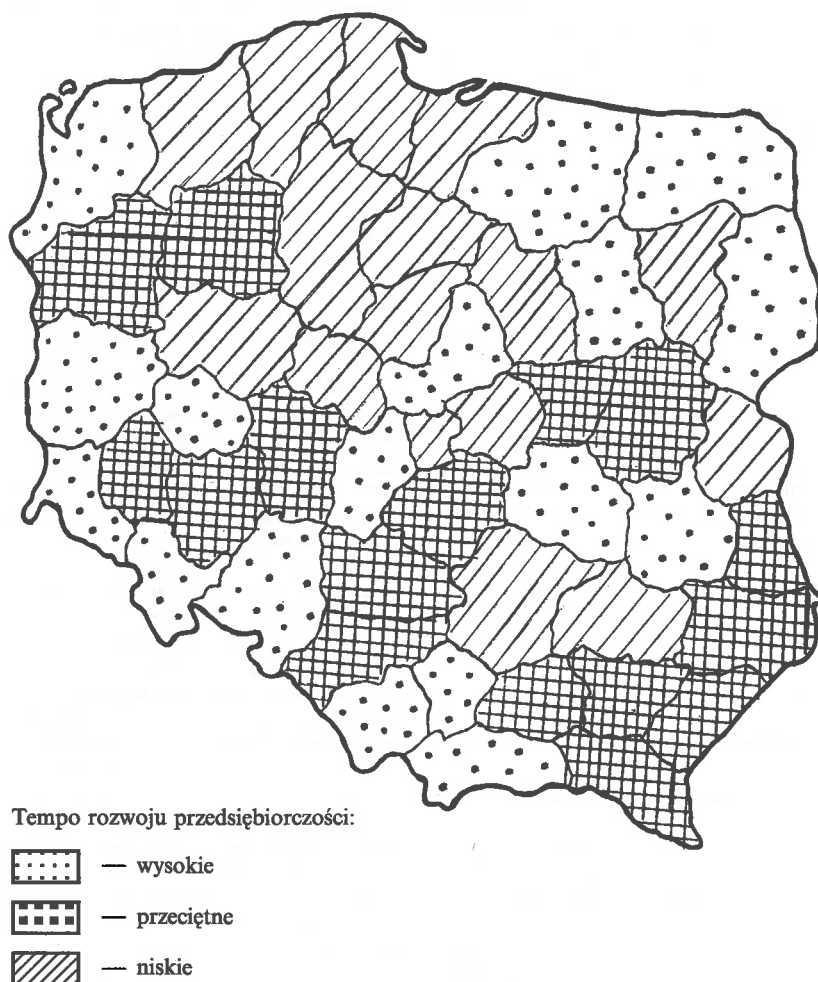 Tempo rozwoju przedsiębiorczości:
— wysokie
— przeciętne
— niskie